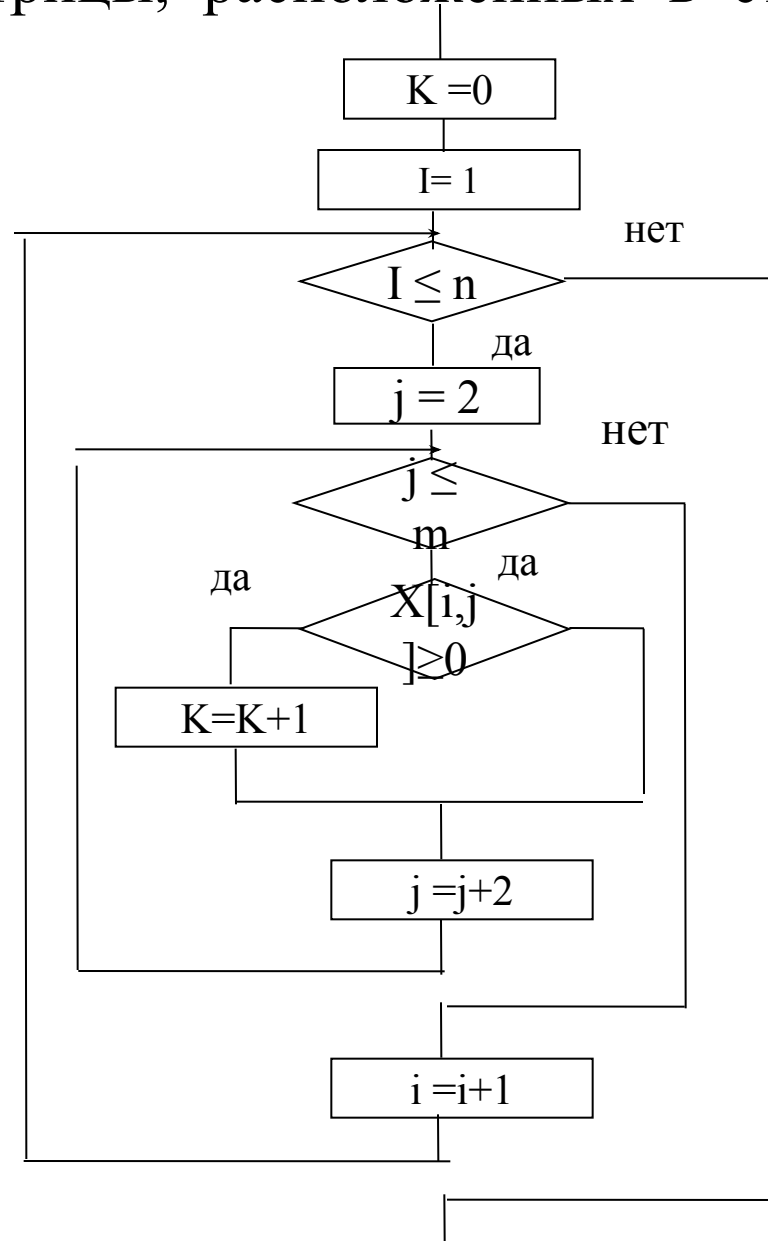 K =0
I= 1
нет
I ≤ n
да
j = 2
нет
j ≤
m
да
да
X[i,j
]≥0
K=K+1
j =j+2
i =i+1